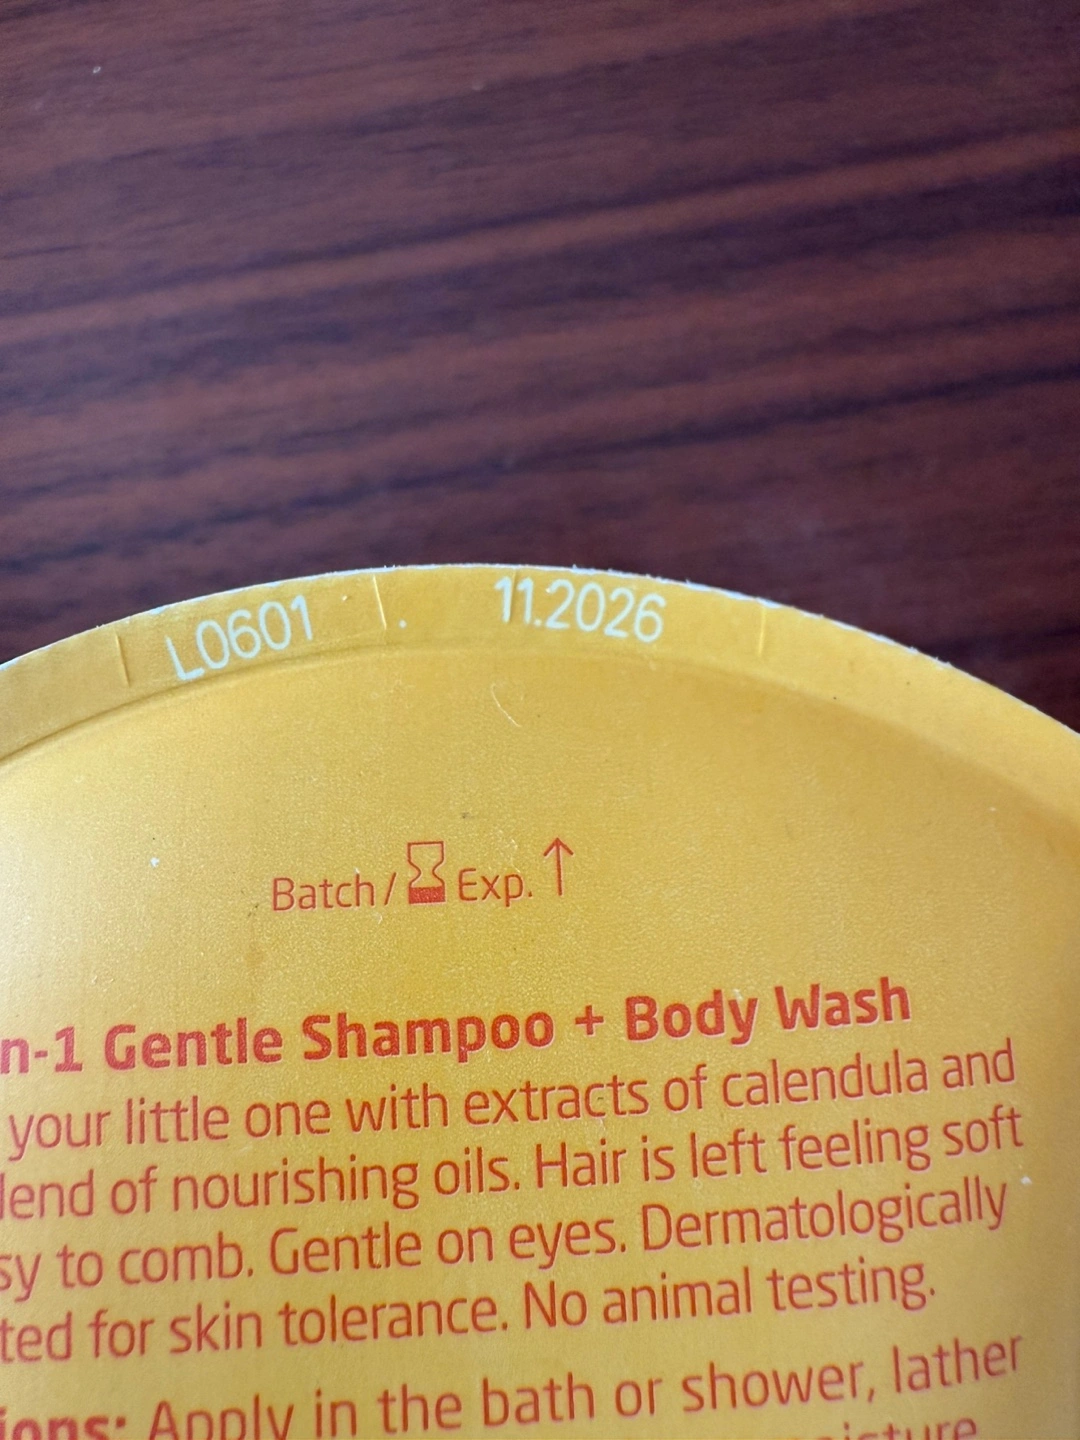 L0601 . 11.2026
Batch / Exp. ↑
n-1 Gentle Shampoo + Body Wash
your little one with extracts of calendula and
lend of nourishing oils. Hair is left feeling soft
sy to comb. Gentle on eyes. Dermatologically
ted for skin tolerance. No animal testing.
ions: Apply in the bath or shower, lather
moisture